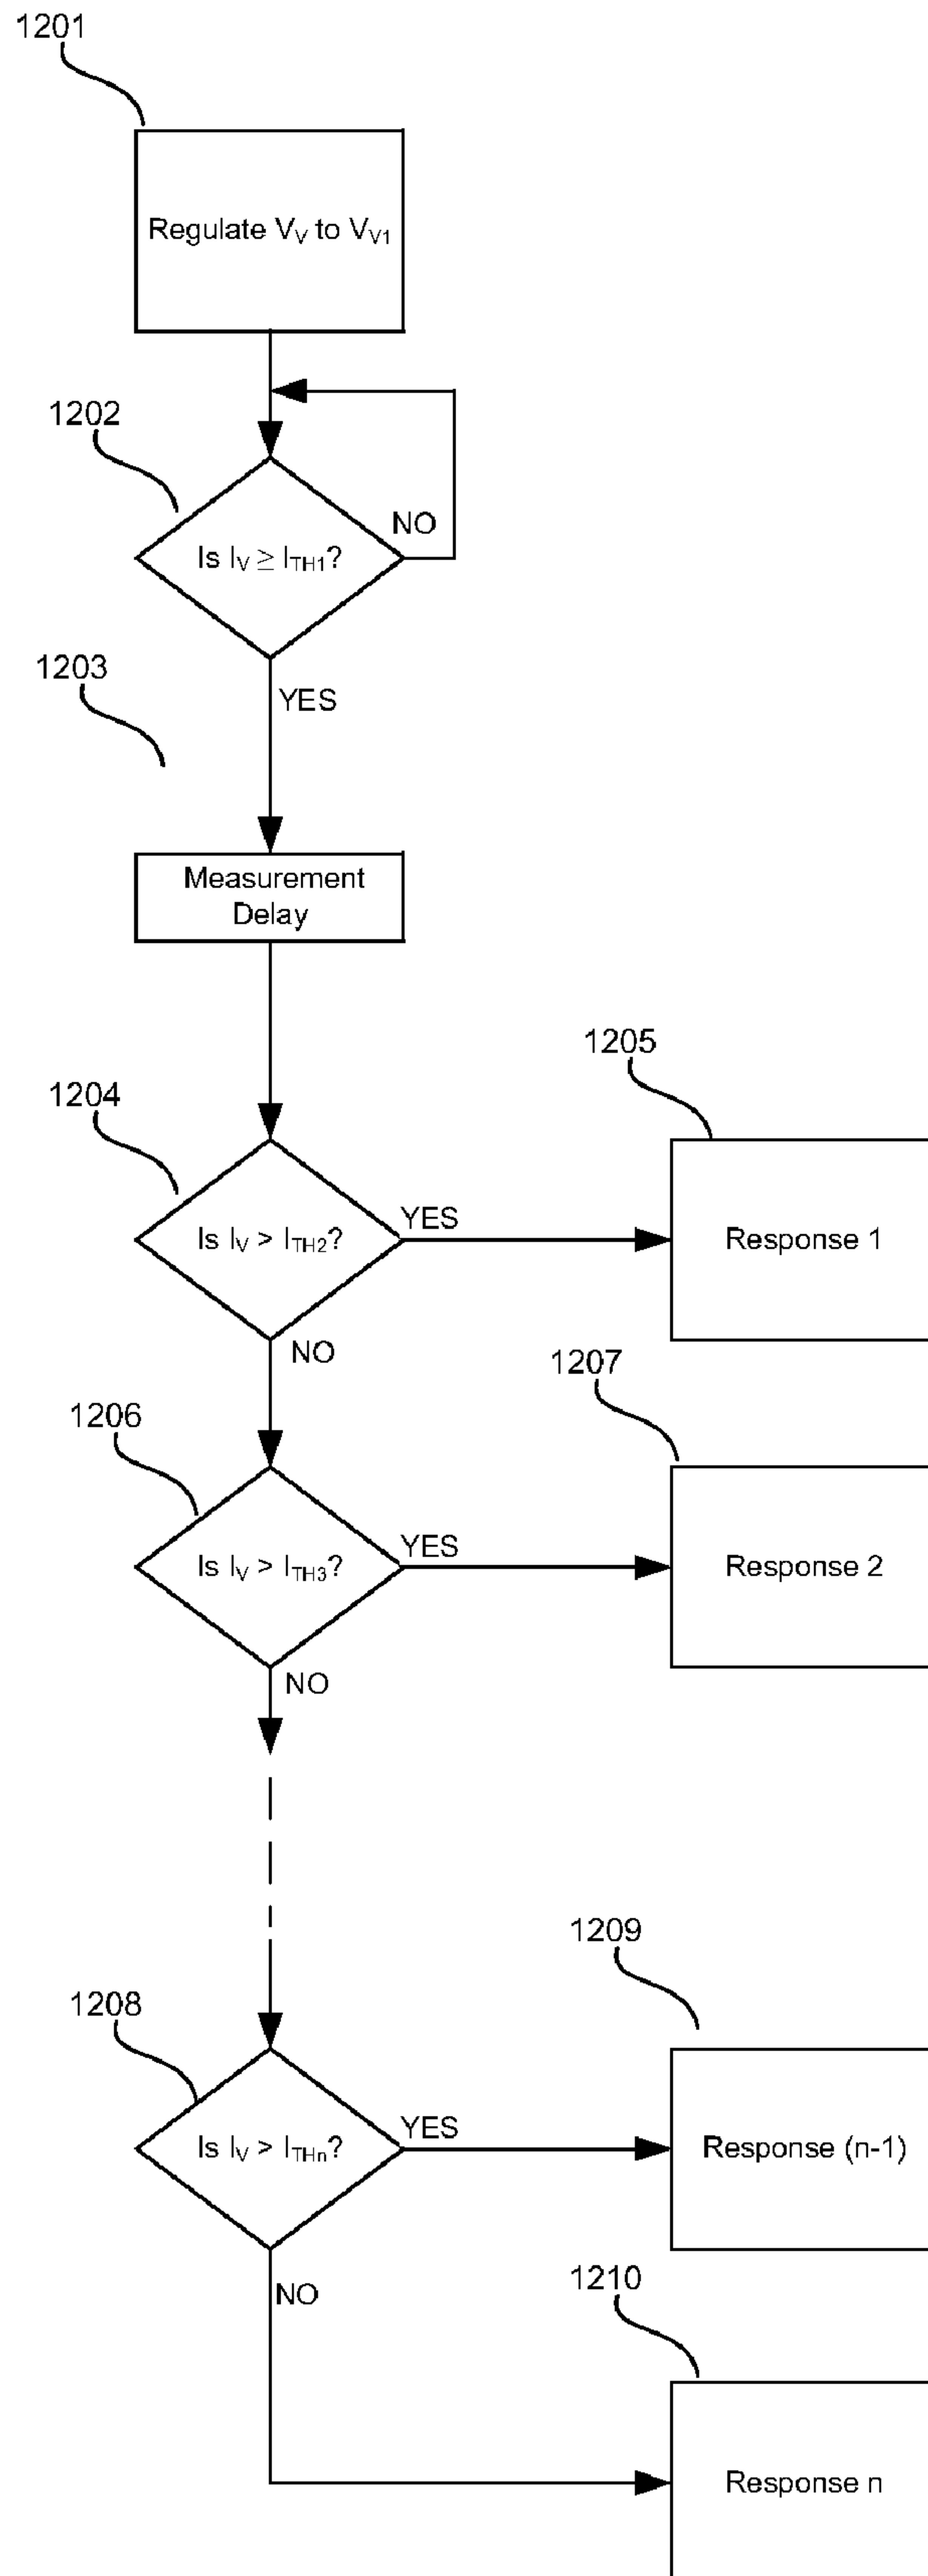 1201
Regulate V_V to V_V1
1202
NO
Is I_V ≥ I_TH1?
1203
YES
Measurement
Delay
1205
1204
YES
Is I_V > I_TH2?
Response 1
NO
1207
1206
YES
Is I_V > I_TH3?
Response 2
NO
1209
1208
YES
Is I_V > I_THn?
Response (n-1)
1210
NO
Response n